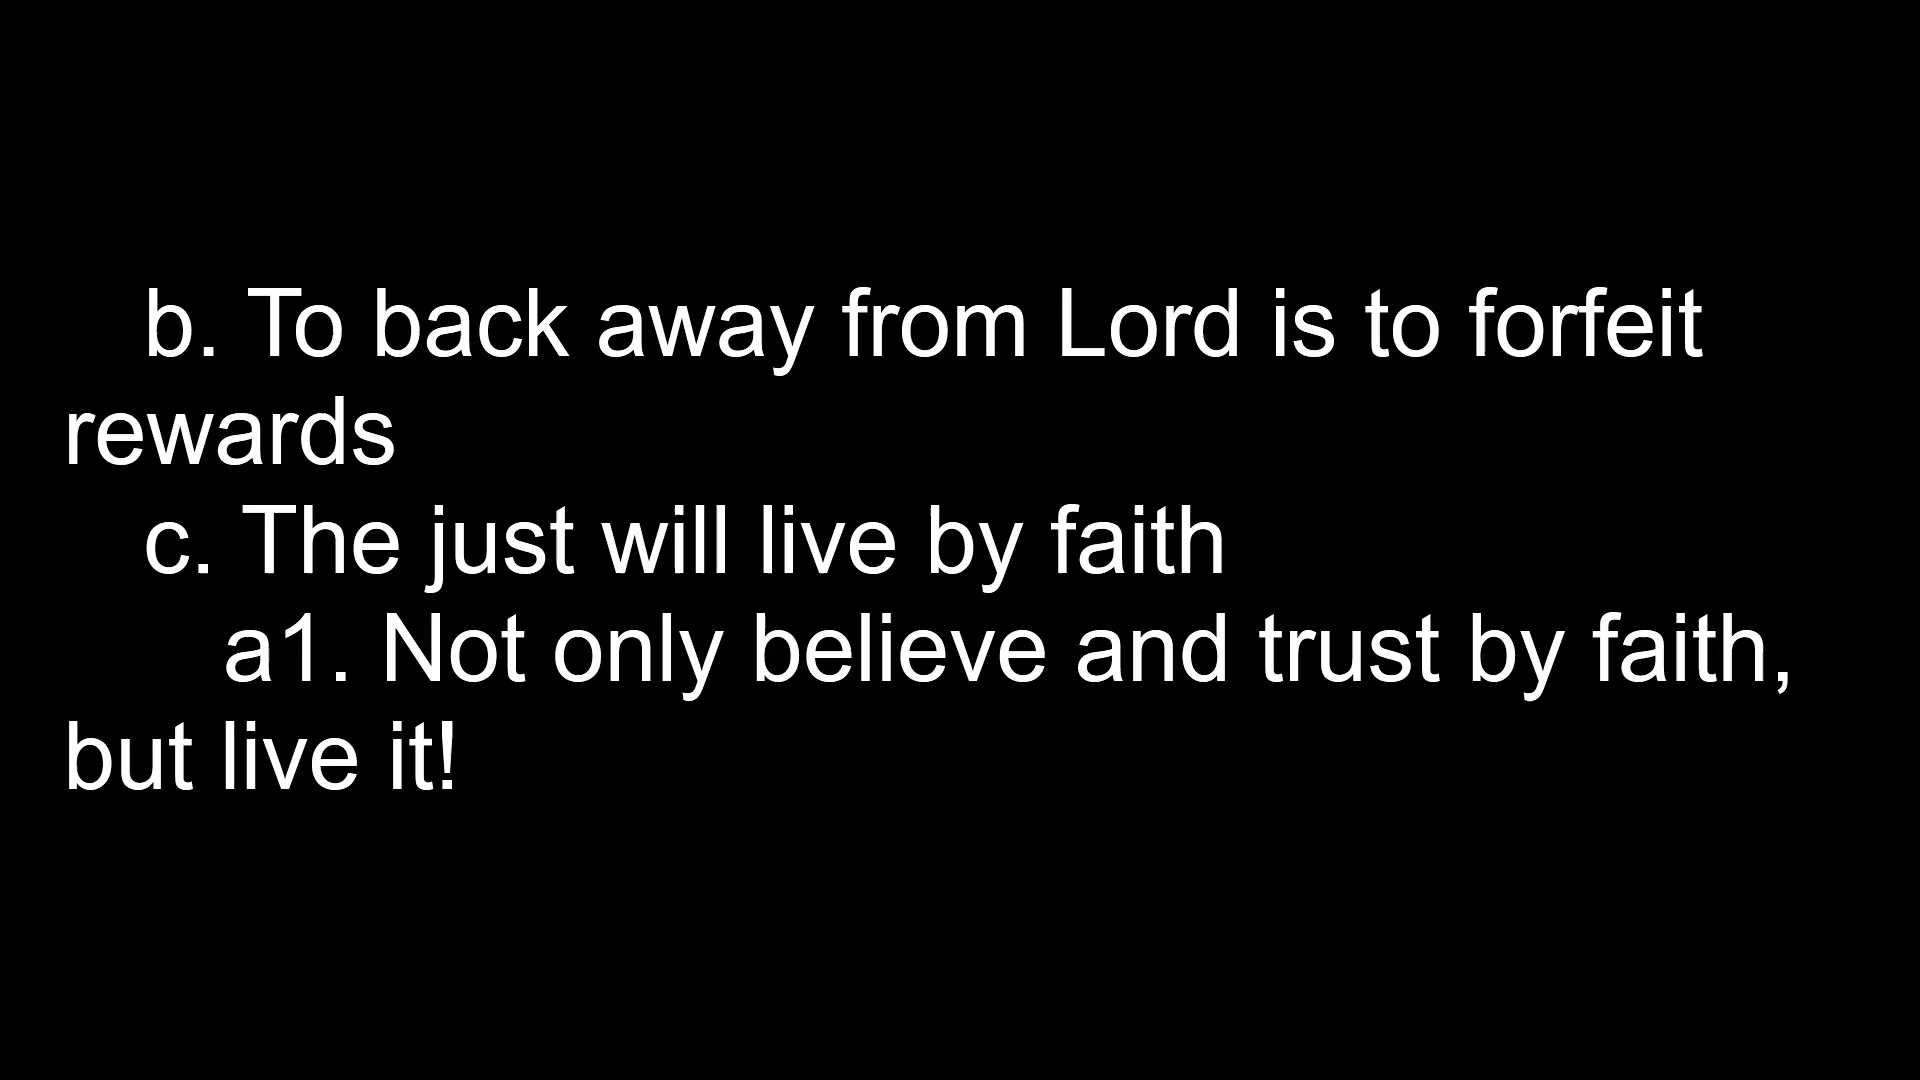 b. To back away from Lord is to forfeit
rewards
c. The just will live by faith
a1. Not only believe and trust by faith,
but live it!